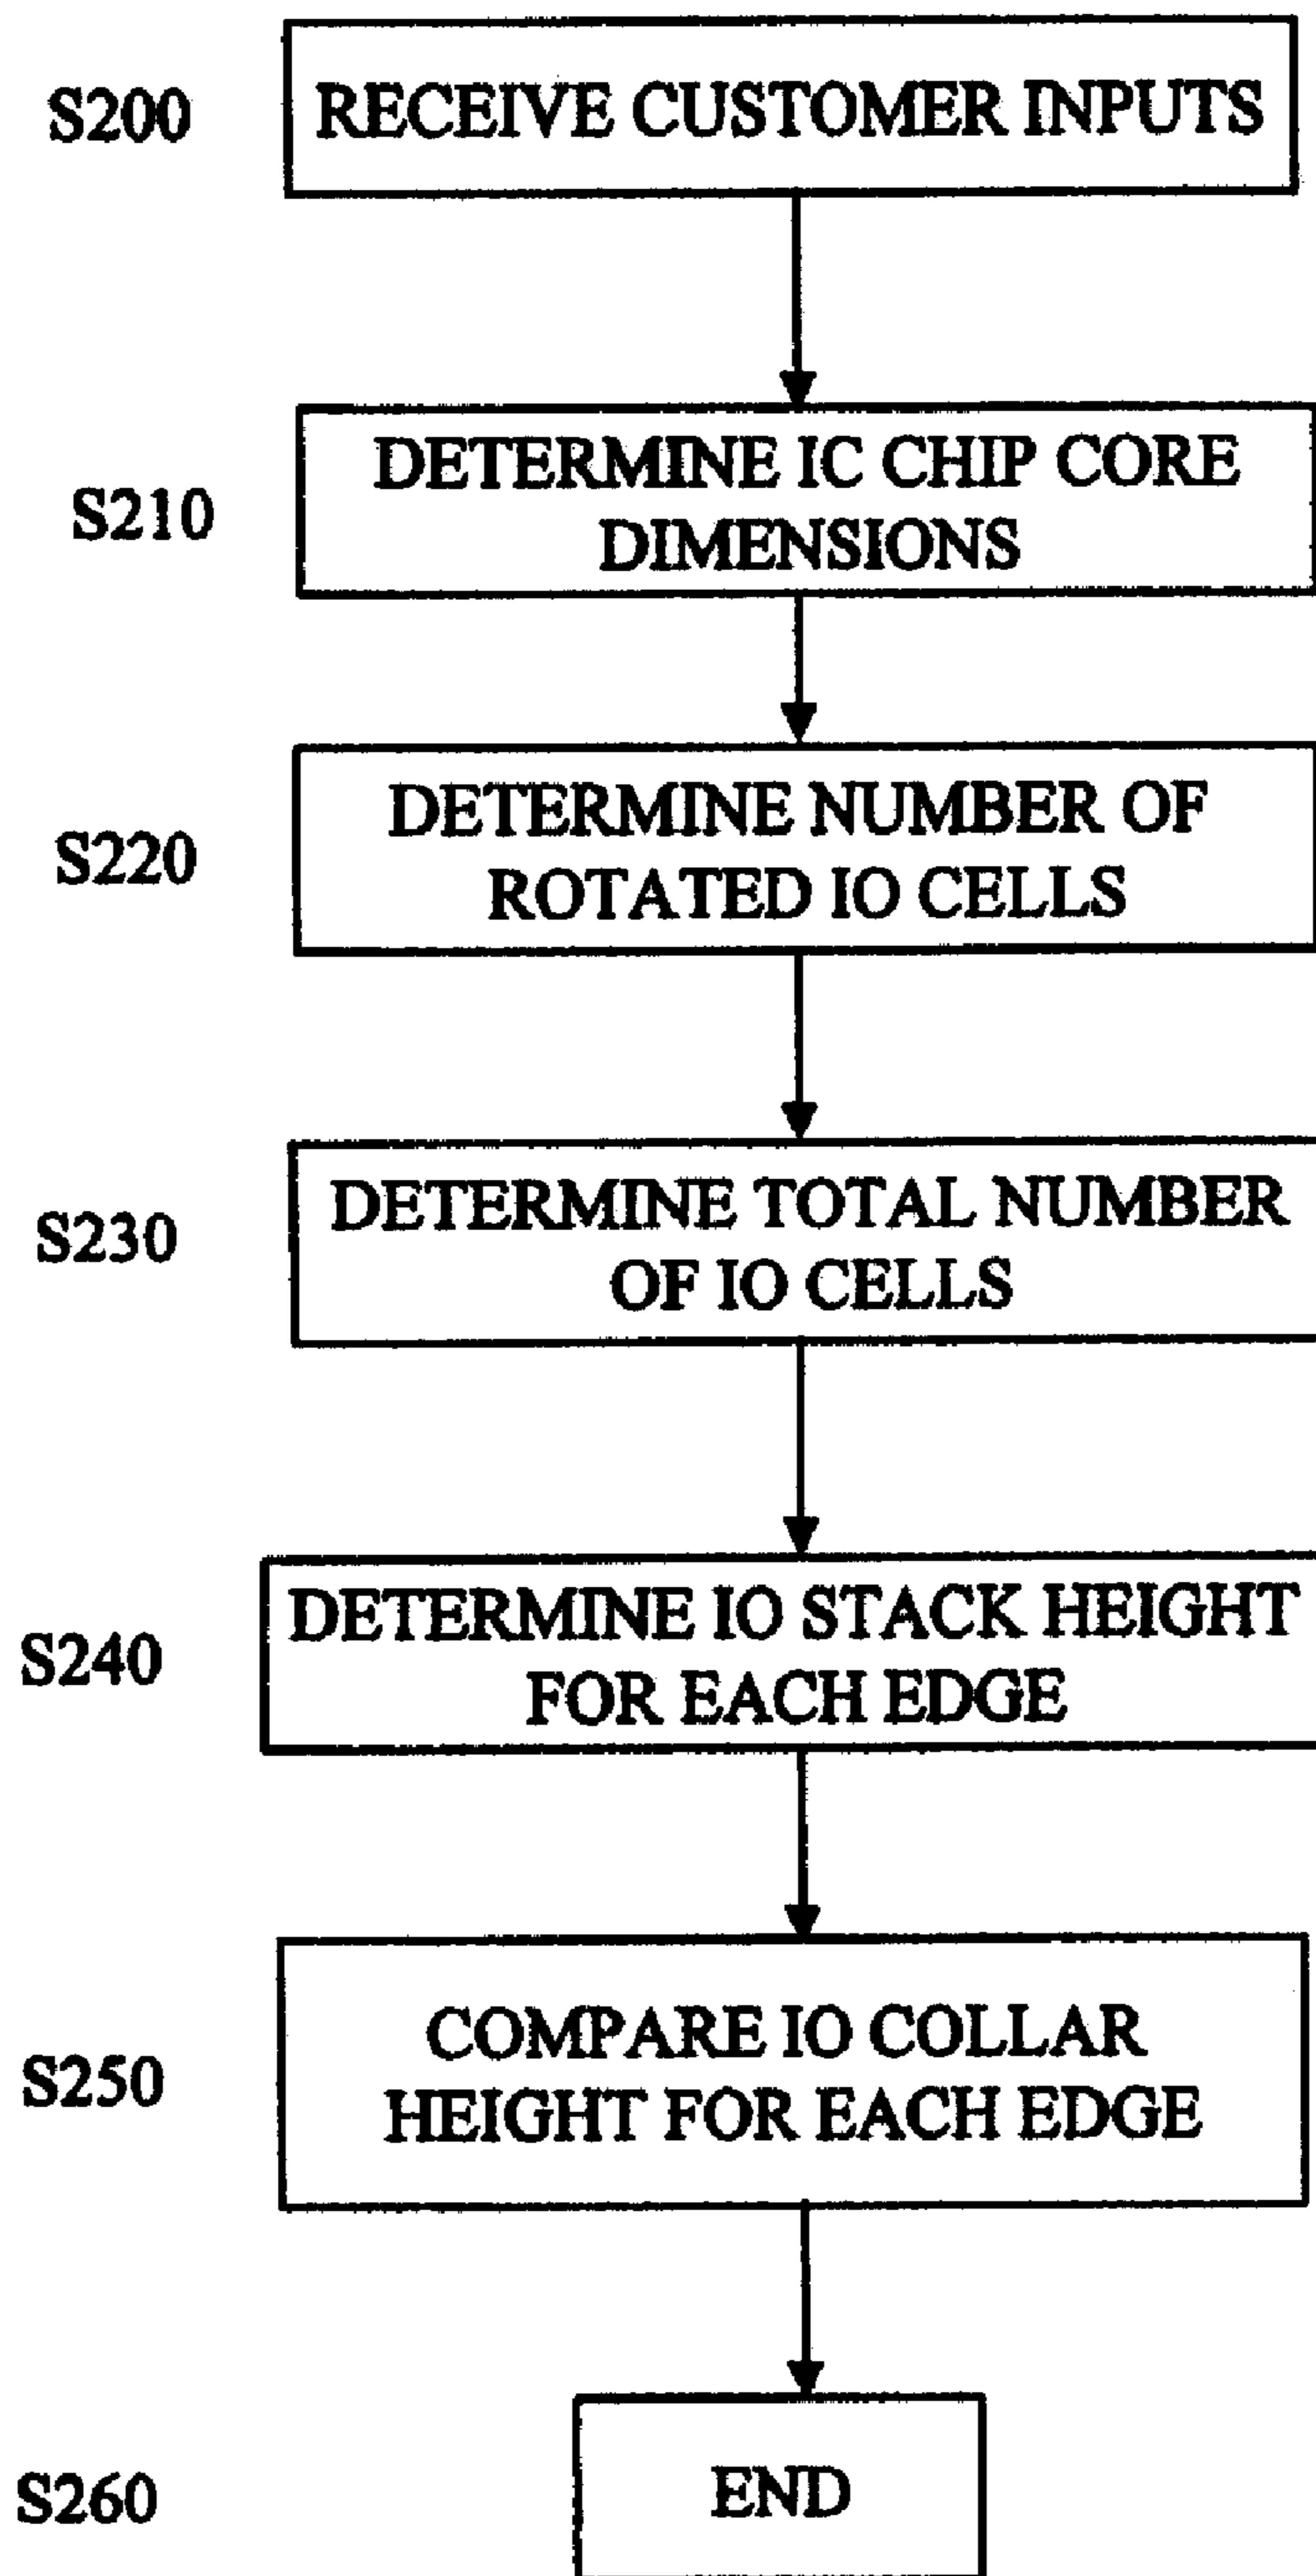 S200
RECEIVE CUSTOMER INPUTS
S210
DETERMINE IC CHIP CORE
DIMENSIONS
S220
DETERMINE NUMBER OF
ROTATED IO CELLS
S230
DETERMINE TOTAL NUMBER
OF IO CELLS
S240
DETERMINE IO STACK HEIGHT
FOR EACH EDGE
S250
COMPARE IO COLLAR
HEIGHT FOR EACH EDGE
S260
END